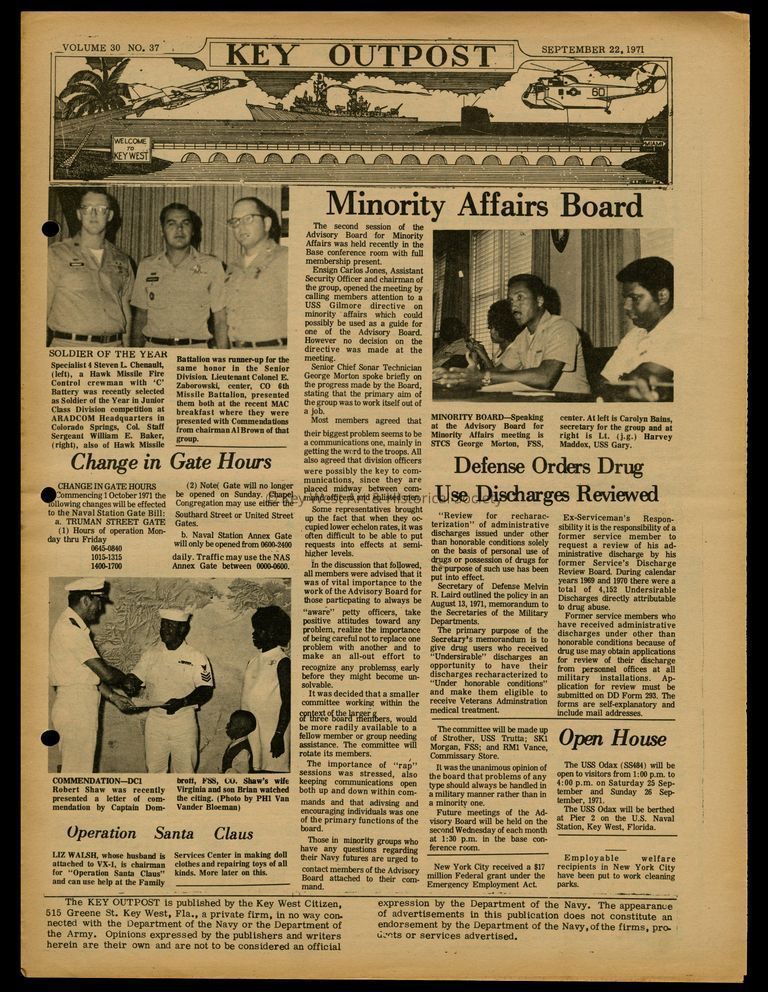 VOLUME 30 NO. 37
KEY OUTPOST
SEPTEMBER 22, 1971
60
WELCOME
TO
KEY WEST
SOLDIER OF THE YEAR
Specialist 4 Steven L. Chenault,
(left), a Hawk Missile Fire
Control crewman with 'C'
Battery was recently selected
as Soldier of the Year in Junior
Class Division competition at
ARADCOM Headquarters in
Colorado Springs, Col. Staff
Sergeant William E. Baker,
(right), also of Hawk Missile
Battalion was runner-up for the
same honor in the Senior
Division. Lieutenant Colonel E.
Zaborowski, center, CO 6th
Missile Battalion, presented
them both at the recent MAC
breakfast where they were
presented with Commendations
from chairman Al Brown of that
group.
Change in Gate Hours
CHANGE IN GATE HOURS
Commencing 1 October 1971 the
following changes will be effected
to the Naval Station Gate Bill:
a. TRUMAN STREET GATE
(1) Hours of operation Mon-
day thru Friday
0645-0840
1015-1315
1400-1700
(2) Note( Gate will no longer
be opened on Sunday. Chapel
Congregation may use either the
Southard Street or United Street
Gates.
b. Naval Station Annex Gate
will only be opened from 0600-2400
daily. Traffic may use the NAS
Annex Gate between 0000-0600.
COMMENDATION—DC1
Robert Shaw was recently
presented a letter of com-
mendation by Captain Dom-
brott, FSS, CO. Shaw's wife
Virginia and son Brian watched
the citing. (Photo by PH1 Van
Vander Bloeman)
Operation Santa Claus
LIZ WALSH, whose husband is
attached to VX-1, is chairman
for "Operation Santa Claus"
and can use help at the Family
Services Center in making doll
clothes and repairing toys of all
kinds. More later on this.
Minority Affairs Board
The second session of the
Advisory Board for Minority
Affairs was held recently in the
Base conference room with full
membership present.
Ensign Carlos Jones, Assistant
Security Officer and chairman of
the group, opened the meeting by
calling members attention to a
USS Gilmore directive on
minority affairs which could
possibly be used as a guide for
one of the Advisory Board.
However no decision on the
directive was made at the
meeting.
Senior Chief Sonar Technician
George Morton spoke briefly on
the progress made by the Board,
stating that the primary aim of
the group was to work itself out of
a job.
Most members agreed that
their biggest problem seems to be
a communications one, mainly in
getting the word to the troops. All
also agreed that division officers
were possibly the key to com-
munications, since they are
placed midway between com-
mand officers and enlisted men.
Some representatives brought
up the fact that when they oc-
cupied lower echelon rates, it was
often difficult to be able to put
requests into effects at semi-
higher levels.
In the discussion that followed,
all members were advised that it
was of vital importance to the
work of the Advisory Board for
those participating to always be
"aware" petty officers, take
positive attitudes toward any
problem, realize the importance
of being careful not to replace one
problem with another and to
make an all-out effort to
recognize any problems, early
before they might become un-
solvable.
It was decided that a smaller
committee working within the
context of the larger g
of three board members, would
be more radily available to a
fellow member or group needing
assistance. The committee will
rotate its members.
The importance of "rap"
sessions was stressed, also
keeping communications open
both up and down within com-
mands and that adivsing and
encouraging individuals was one
of the primary functions of the
board.
Those in minority groups who
have any questions regarding
their Navy futures are urged to
contact members of the Advisory
Board attached to their com-
mand.
MINORITY BOARD—Speaking
at the Advisory Board for
Minority Affairs meeting is
STCS George Morton, FSS,
center. At left is Carolyn Bains,
secretary for the group and at
right is Lt. (j.g.) Harvey
Maddox, USS Gary.
Defense Orders Drug
Use Discharges Reviewed
"Review for recharac-
terization" of administrative
discharges issued under other
than honorable conditions solely
on the basis of personal use of
drugs or possession of drugs for
the purpose of such use has been
put into effect.
Secretary of Defense Melvin
R. Laird outlined the policy in an
August 13, 1971, memorandum to
the Secretaries of the Military
Departments.
The primary purpose of the
Secretary's memorandum is to
give drug users who received
"Undersirable" discharges an
opportunity to have their
discharges recharacterized to
"Under honorable conditions"
and make them eligible to
receive Veterans Adminstration
medical treatment.
Ex-Serviceman's Respon-
sibility it is the responsibility of a
former service member to
request a review of his ad-
ministrative discharge by his
former Service's Discharge
Review Board. During calendar
years 1969 and 1970 there were a
total of 4,152 Undersirable
Discharges directly attributable
to drug abuse.
Former service members who
have received administrative
discharges under other than
honorable conditions because of
drug use may obtain applications
for review of their discharge
from personnel offices at all
military installations. Ap-
plication for review must be
submitted on DD Form 293. The
forms are self-explanatory and
include mail addresses.
The committee will be made up
of Strother, USS Trutta; SK1
Morgan, FSS; and RM1 Vance,
Commissary Store.
It was the unanimous opinion of
the board that problems of any
type should always be handled in
a military manner rather than in
a minority one.
Future meetings of the Ad-
visory Board will be held on the
second Wednesday of each month
at 1:30 p.m. in the base con-
ference room.
New York City received a $17
million Federal grant under the
Emergency Employment Act.
Open House
The USS Odax (SS484) will be
open to visitors from 1:00 p.m. to
4:00 p.m. on Saturday 25 Sep-
tember and Sunday 26 Sep-
tember, 1971.
The USS Odax will be berthed
at Pier 2 on the U.S. Naval
Station, Key West, Florida.
Employable welfare
recipients in New York City
have been put to work cleaning
parks.
The KEY OUTPOST is published by the Key West Citizen,
515 Greene St. Key West, Fla., a private firm, in no way con-
nected with the Department of the Navy or the Department of
the Army. Opinions expressed by the publishers and writers
herein are their own and are not to be considered an official
expression by the Department of the Navy. The appearance
of advertisements in this publication does not constitute an
endorsement by the Department of the Navy, of the firms, pro-
ducts or services advertised.
© Key West Art & Historical Society